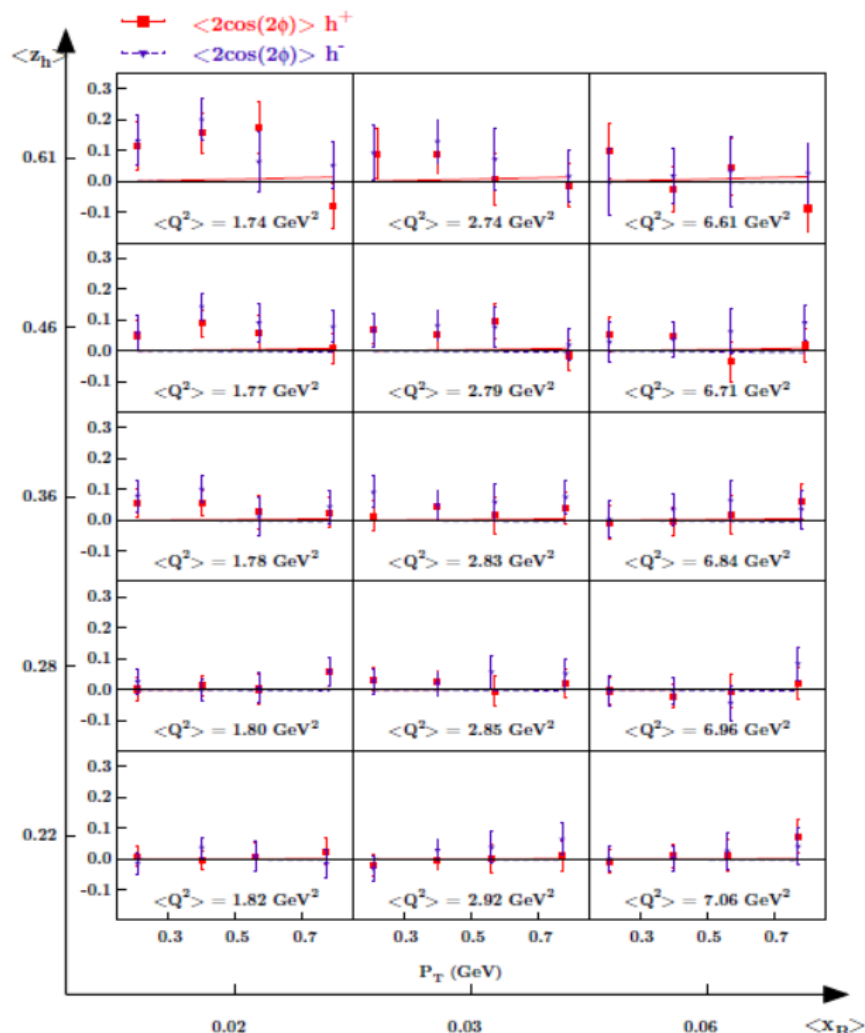 <2cos(2ϕ)> h⁺
<2cos(2ϕ)> h⁻
<z_h>
0.61
0.3
0.2
0.1
0.0
-0.1
<Q²> = 1.74 GeV²
<Q²> = 2.74 GeV²
<Q²> = 6.61 GeV²
0.46
0.3
0.2
0.1
0.0
-0.1
<Q²> = 1.77 GeV²
<Q²> = 2.79 GeV²
<Q²> = 6.71 GeV²
0.36
0.3
0.2
0.1
0.0
-0.1
<Q²> = 1.78 GeV²
<Q²> = 2.83 GeV²
<Q²> = 6.84 GeV²
0.28
0.3
0.2
0.1
0.0
-0.1
<Q²> = 1.80 GeV²
<Q²> = 2.85 GeV²
<Q²> = 6.96 GeV²
0.22
0.3
0.2
0.1
0.0
-0.1
<Q²> = 1.82 GeV²
<Q²> = 2.92 GeV²
<Q²> = 7.06 GeV²
0.3 0.5 0.7 0.3 0.5 0.7 0.3 0.5 0.7
P_T (GeV)
0.02 0.03 0.06 <x_B>